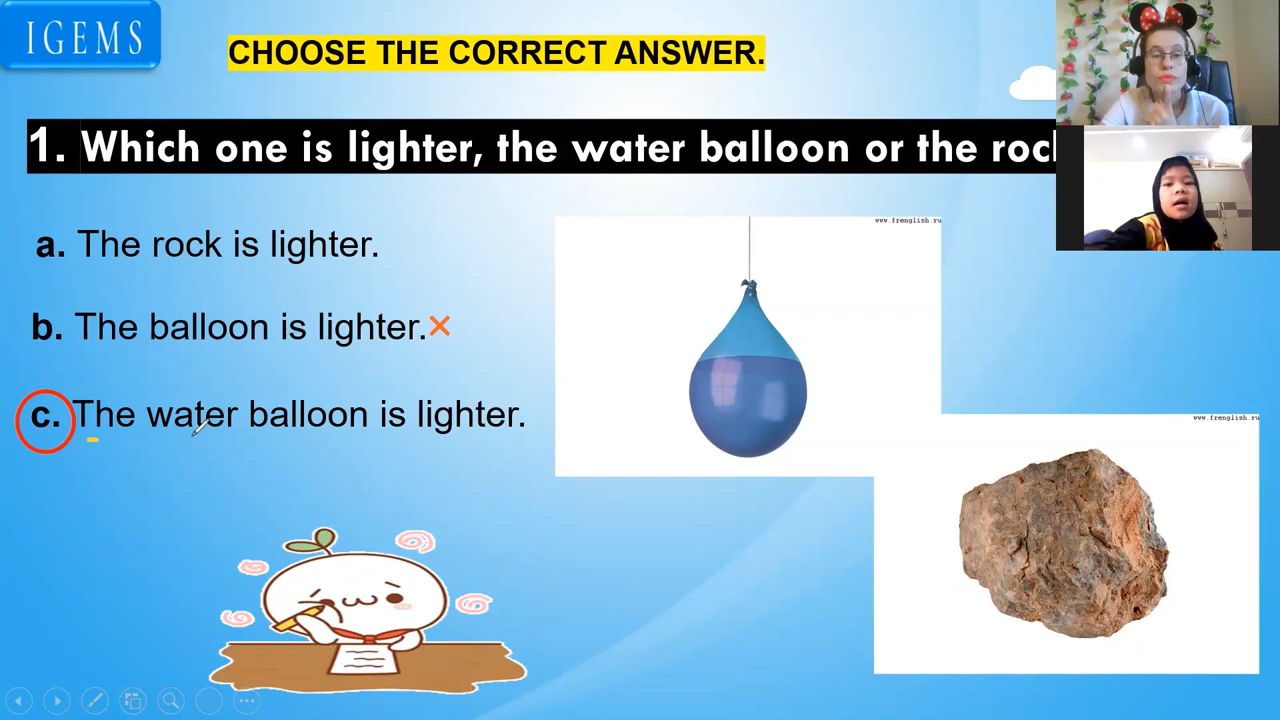 IGEMS
CHOOSE THE CORRECT ANSWER.
1. Which one is lighter, the water balloon or the roc
a. The rock is lighter.
b. The balloon is lighter.×
c. The water balloon is lighter.
www.frenglish.ru
www.frenglish.ru